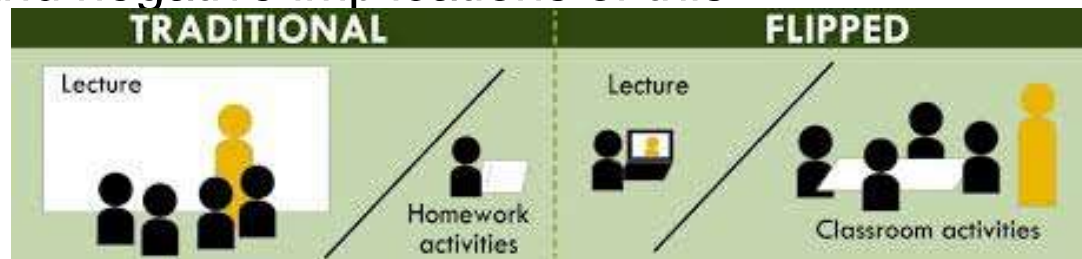 TRADITIONAL
FLIPPED
Lecture
Homework
activities
Lecture
Classroom activities